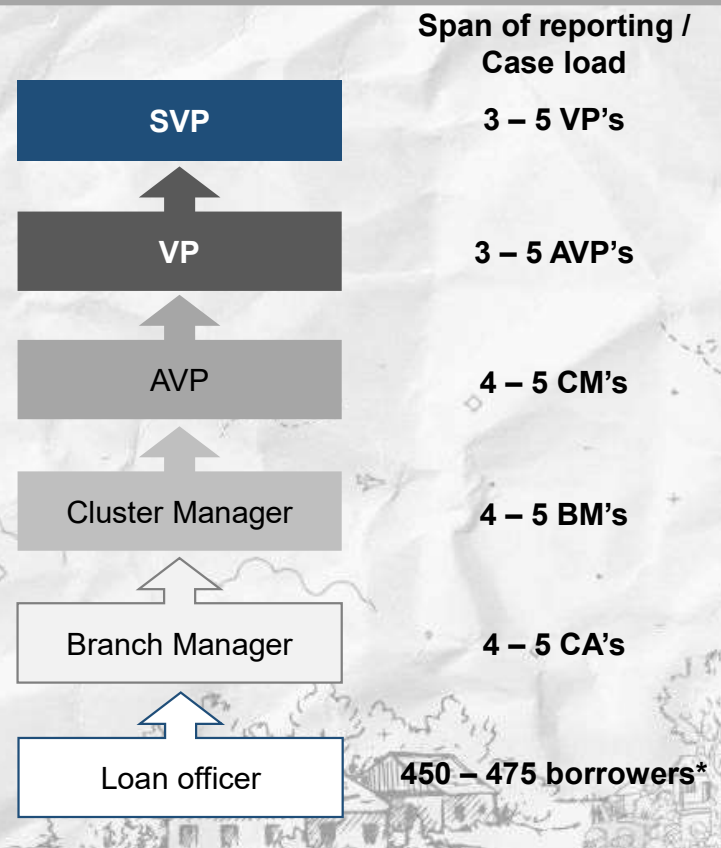 Span of reporting /
Case load
SVP
3 – 5 VP’s
VP
3 – 5 AVP’s
AVP
4 – 5 CM’s
Cluster Manager
4 – 5 BM’s
Branch Manager
4 – 5 CA’s
Loan officer
450 – 475 borrowers*